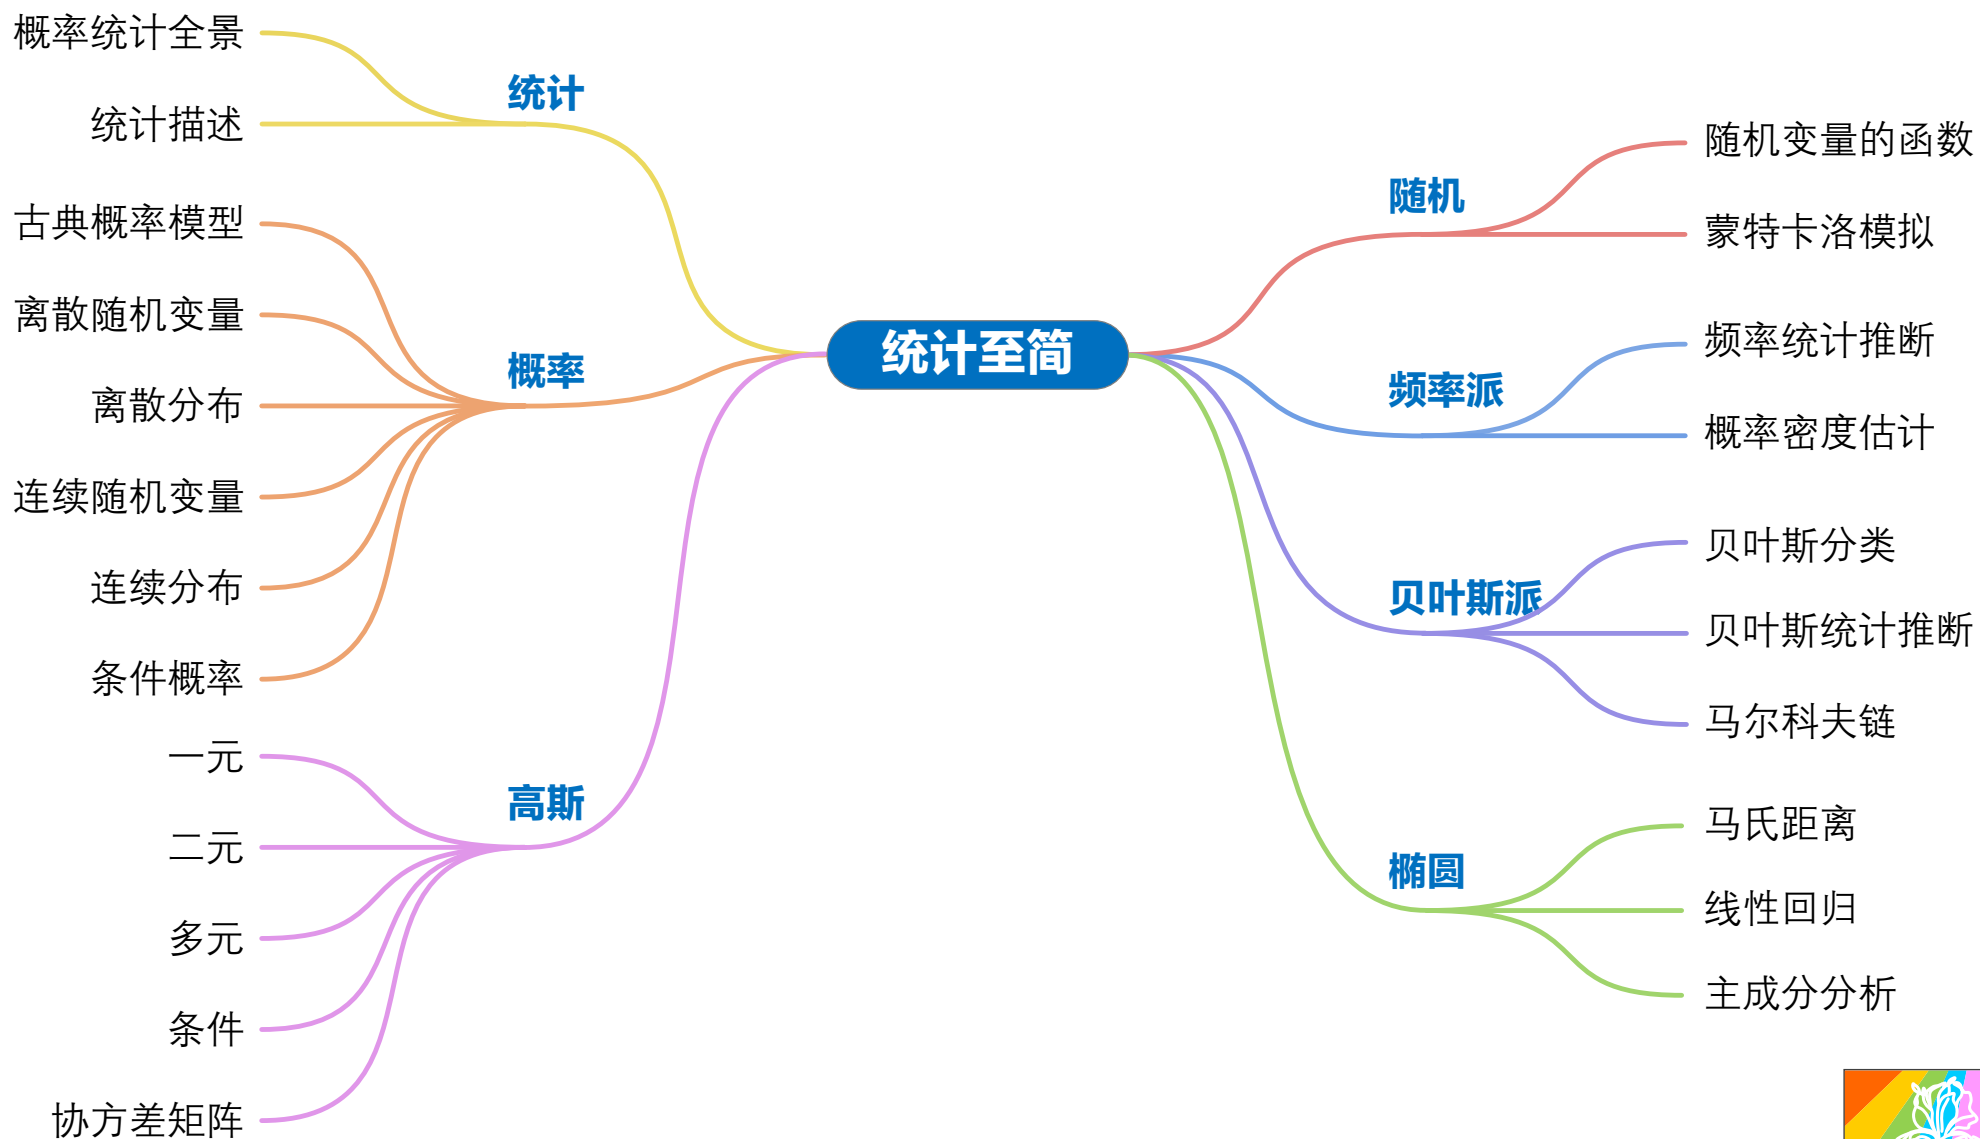 统计至简
统计
概率统计全景
统计描述
概率
古典概率模型
离散随机变量
离散分布
连续随机变量
连续分布
条件概率
高斯
一元
二元
多元
条件
协方差矩阵
随机
随机变量的函数
蒙特卡洛模拟
频率派
频率统计推断
概率密度估计
贝叶斯派
贝叶斯分类
贝叶斯统计推断
马尔科夫链
椭圆
马氏距离
线性回归
主成分分析